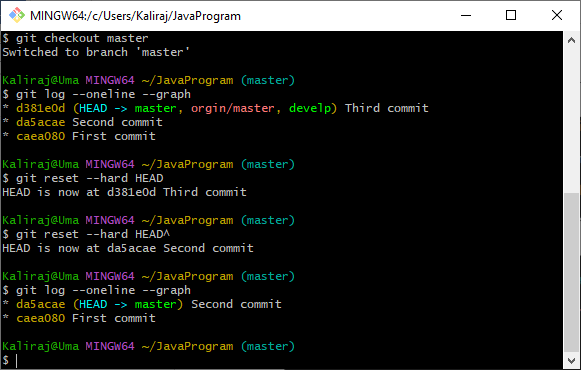 MINGW64:/c/Users/Kaliraj/JavaProgram
$ git checkout master
Switched to branch 'master'
Kaliraj@Uma MINGW64 ~/JavaProgram (master)
$ git log --oneline --graph
* d381e0d (HEAD -> master, orgin/master, develp) Third commit
* da5acae Second commit
* caea080 First commit
Kaliraj@Uma MINGW64 ~/JavaProgram (master)
$ git reset --hard HEAD
HEAD is now at d381e0d Third commit
Kaliraj@Uma MINGW64 ~/JavaProgram (master)
$ git reset --hard HEAD^
HEAD is now at da5acae Second commit
Kaliraj@Uma MINGW64 ~/JavaProgram (master)
$ git log --oneline --graph
* da5acae (HEAD -> master) Second commit
* caea080 First commit
Kaliraj@Uma MINGW64 ~/JavaProgram (master)
$